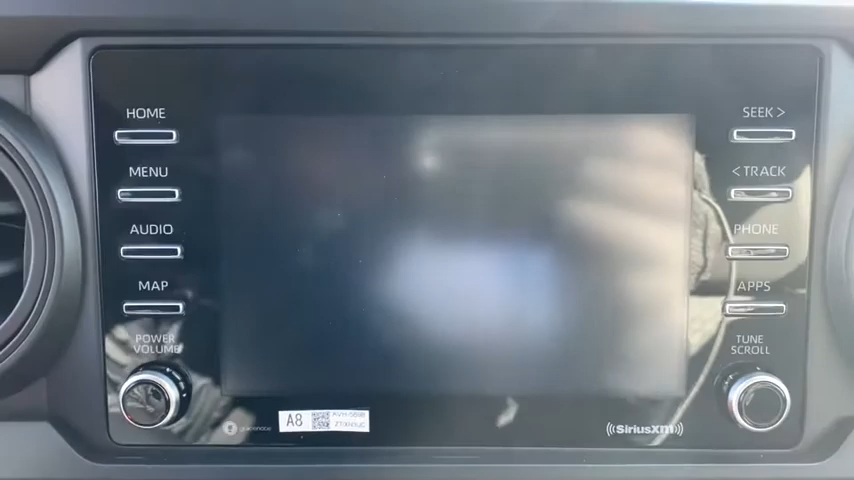 HOME
MENU
AUDIO
MAP
POWER
VOLUME
SEEK >
< TRACK
PHONE
APPS
TUNE
SCROLL
A8
SiriusXM